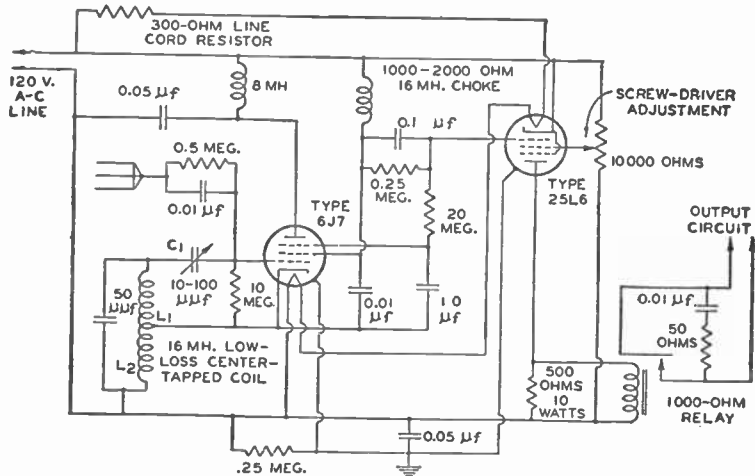 300-OHM LINE
CORD RESISTOR
120 V.
A-C
LINE
0.05 µf
8 MH
1000-2000 OHM
16 MH. CHOKE
SCREW-DRIVER
ADJUSTMENT
0.1 µf
0.5 MEG.
0.01 µf
TYPE
6J7
0.25
MEG.
20
MEG.
TYPE
25L6
10000 OHMS
OUTPUT
CIRCUIT
C1
10-100
µµf
50
µµf
L1
L2
10
MEG.
16 MH. LOW-
LOSS CENTER-
TAPPED COIL
0.01
µf
1.0
µf
0.01
µf
50
OHMS
500
OHMS
10
WATTS
1000-OHM
RELAY
.25 MEG.
0.05 µf